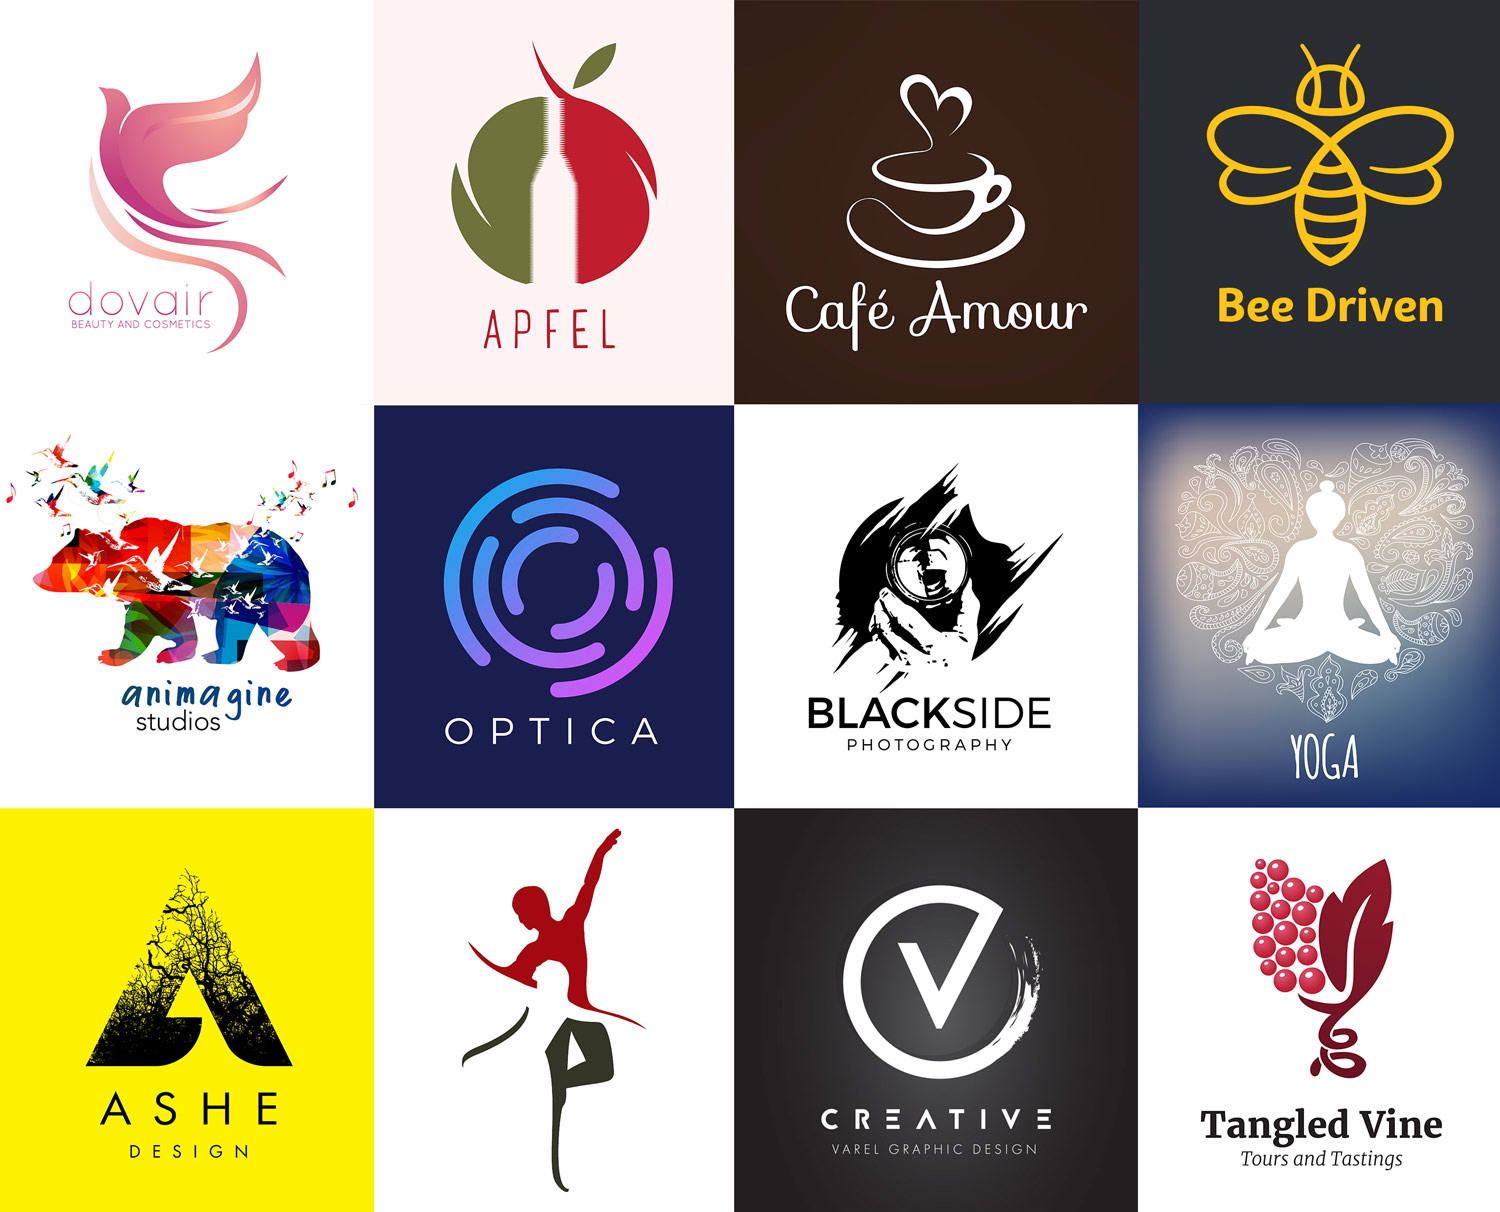 dovair
BEAUTY AND COSMETICS
APFEL
Café Amour
Bee Driven
animagine
studios
OPTICA
BLACKSIDE
PHOTOGRAPHY
YOGA
ASHE
DESIGN
V
CREATIVE
VAREL GRAPHIC DESIGN
Tangled Vine
Tours and Tastings